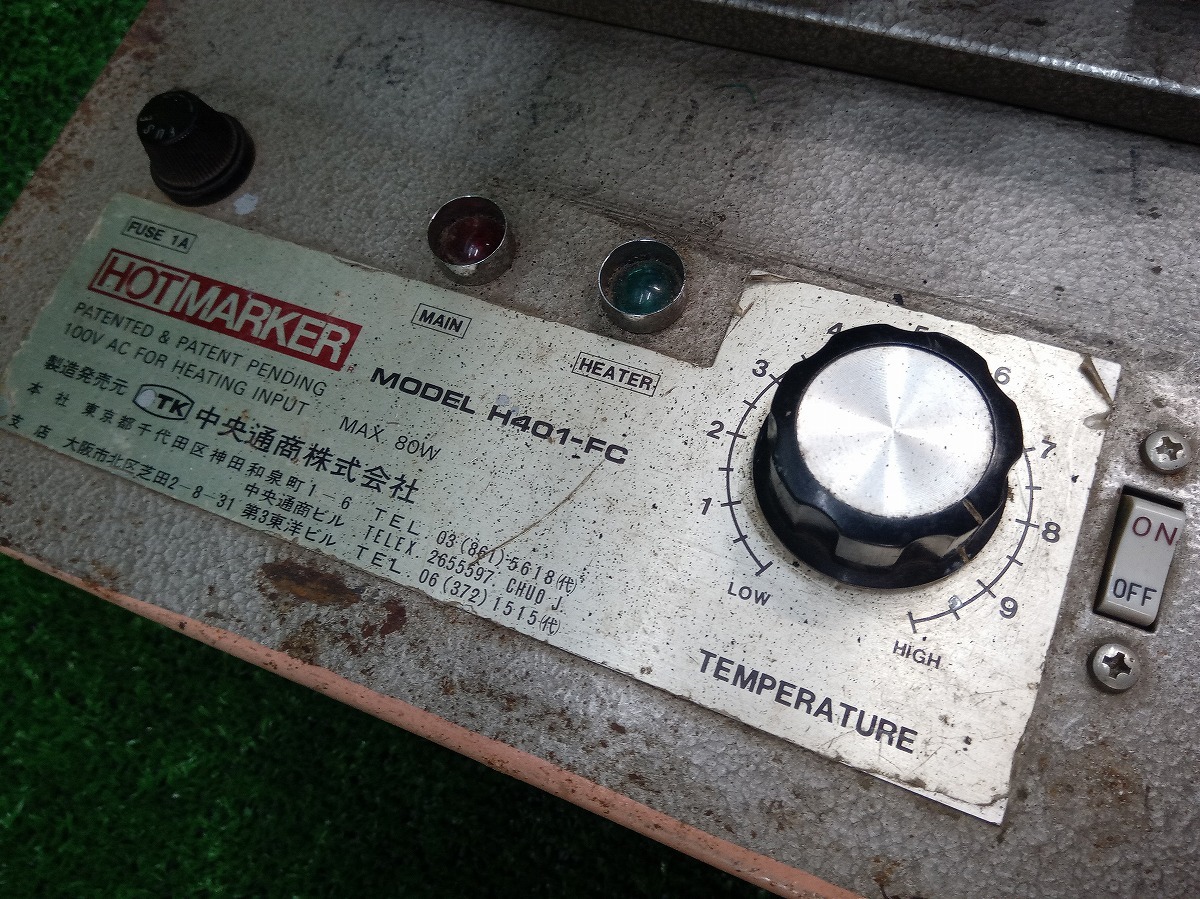 FUSE
FUSE 1A
HOTMARKER
PATENTED & PATENT PENDING
100V AC FOR HEATING INPUT MAX 80W
MAIN
HEATER
MODEL H401-FC
製造発売元 TK 中央通商株式会社
本社 東京都千代田区神田和泉町1-6 TEL 03(861)5618(代)
中央通商ビル TELEX 2655397 CHUO J.
支店 大阪市北区芝田2-8-31 第3東洋ビル TEL 06(372)1515(代)
LOW
1
2
3
4
5
6
7
8
9
HIGH
TEMPERATURE
ON
OFF